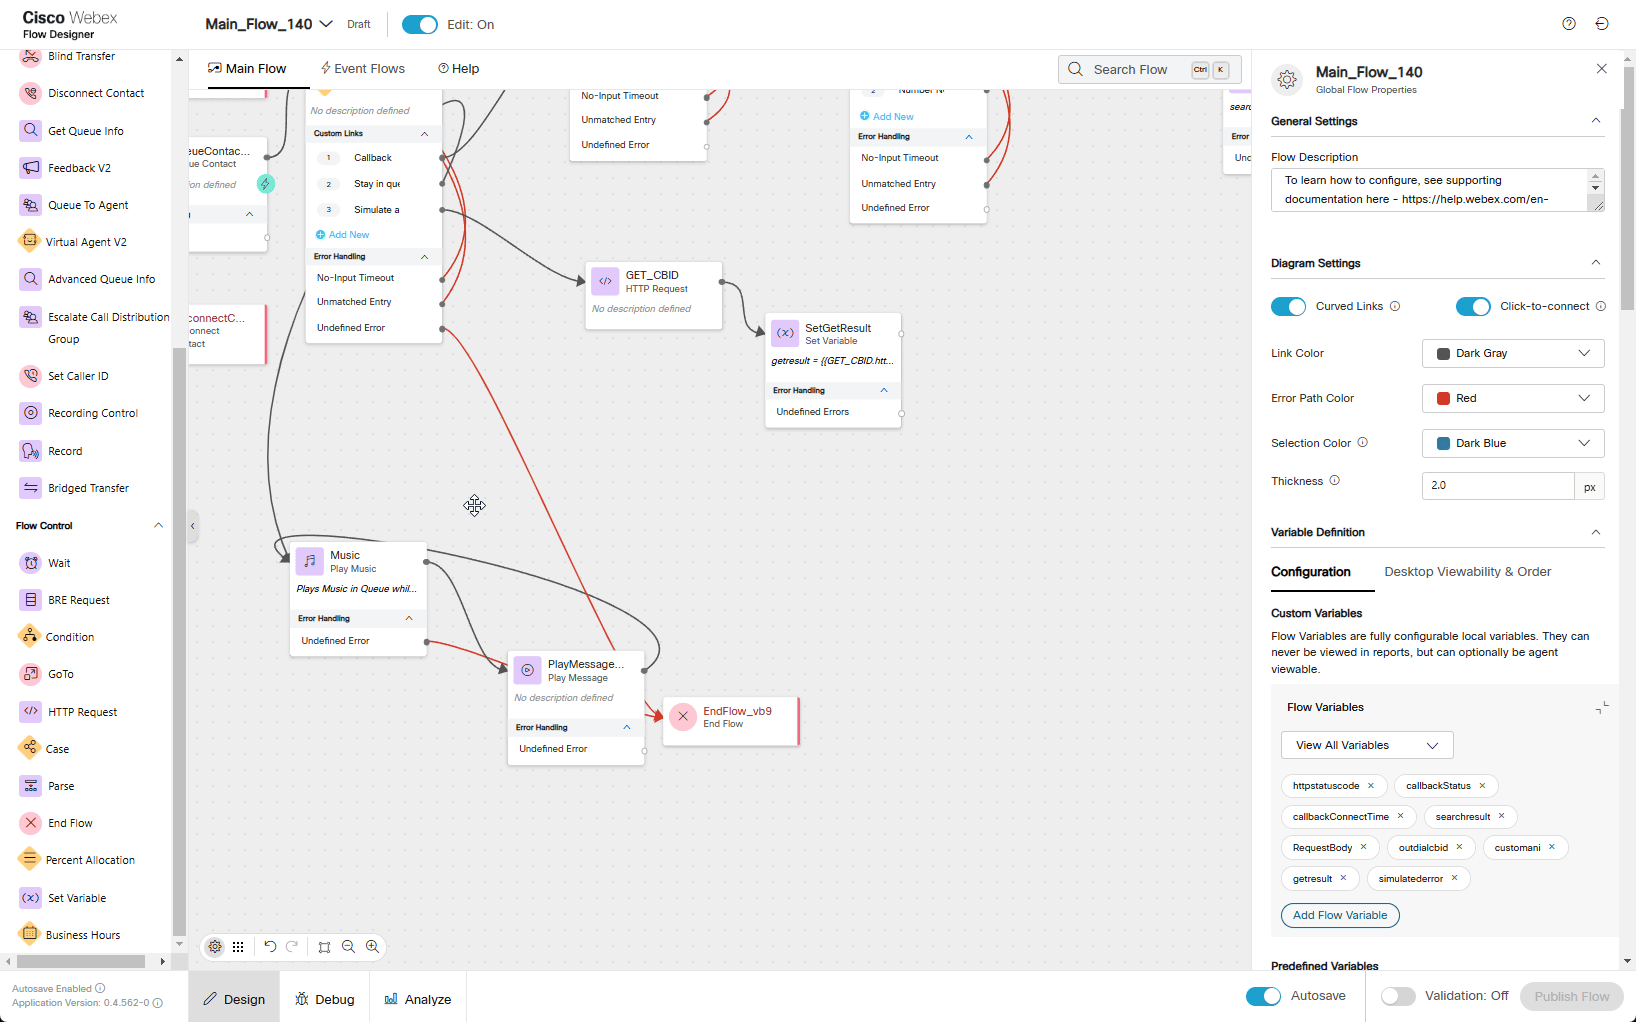 Cisco Webex
Flow Designer
Main_Flow_140
Draft
Edit: On
Blind Transfer
Disconnect Contact
Get Queue Info
Feedback V2
Queue To Agent
Virtual Agent V2
Advanced Queue Info
Escalate Call Distribution
Group
Set Caller ID
Recording Control
Record
Bridged Transfer
Flow Control
Wait
BRE Request
Condition
GoTo
HTTP Request
Case
Parse
End Flow
Percent Allocation
Set Variable
Business Hours
Autosave Enabled
Application Version: 0.4.562-0
Main Flow
Event Flows
Help
Search Flow
Ctrl
K
ueContac...
ue Contact
on defined
connectC...
onnect
tact
No description defined
Custom Links
1 Callback
2 Stay in que
3 Simulate a
Add New
Error Handling
No-Input Timeout
Unmatched Entry
Undefined Error
No-Input Timeout
Unmatched Entry
Undefined Error
2
Add New
Error Handling
No-Input Timeout
Unmatched Entry
Undefined Error
sear
Error
Unc
GET_CBID
HTTP Request
No description defined
SetGetResult
Set Variable
getresult = {{GET_CBID.htt...
Error Handling
Undefined Errors
Music
Play Music
Plays Music in Queue whil...
Error Handling
Undefined Error
PlayMessage...
Play Message
No description defined
Error Handling
Undefined Error
EndFlow_vb9
End Flow
Main_Flow_140
Global Flow Properties
General Settings
Flow Description
To learn how to configure, see supporting
documentation here - https://help.webex.com/en-
Diagram Settings
Curved Links
Click-to-connect
Link Color
Dark Gray
Error Path Color
Red
Selection Color
Dark Blue
Thickness
2.0
px
Variable Definition
Configuration
Desktop Viewability & Order
Custom Variables
Flow Variables are fully configurable local variables. They can
never be viewed in reports, but can optionally be agent
viewable.
Flow Variables
View All Variables
httpstatuscode
callbackStatus
callbackConnectTime
searchresult
RequestBody
outdialcbid
customani
getresult
simulatederror
Add Flow Variable
Predefined Variables
Design
Debug
Analyze
Autosave
Validation: Off
Publish Flow